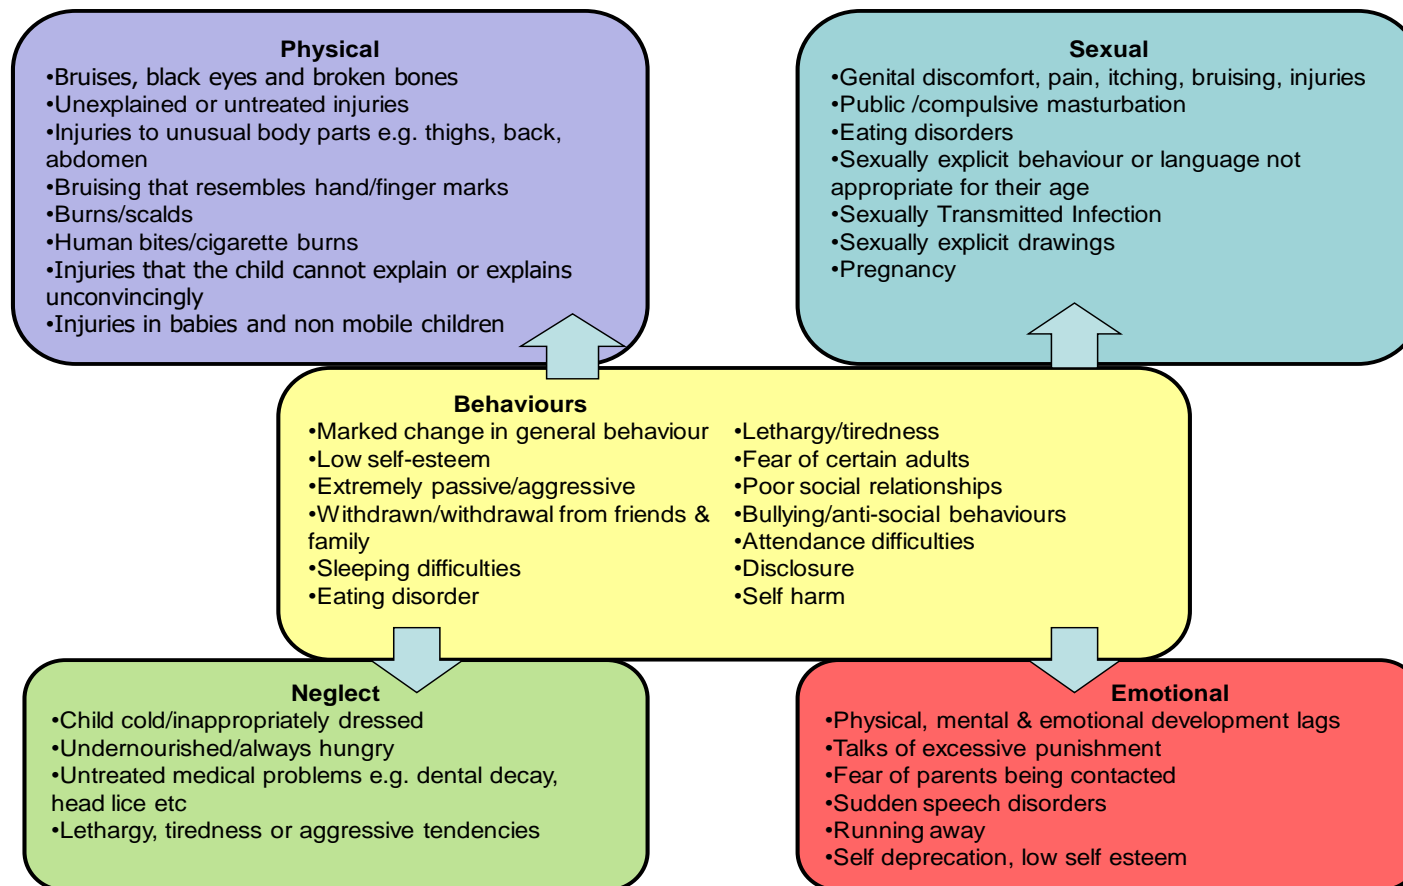 Physical
•Bruises, black eyes and broken bones
•Unexplained or untreated injuries
•Injuries to unusual body parts e.g. thighs, back,
abdomen
•Bruising that resembles hand/finger marks
•Burns/scalds
•Human bites/cigarette burns
•Injuries that the child cannot explain or explains
unconvincingly
•Injuries in babies and non mobile children
Sexual
•Genital discomfort, pain, itching, bruising, injuries
•Public /compulsive masturbation
•Eating disorders
•Sexually explicit behaviour or language not
appropriate for their age
•Sexually Transmitted Infection
•Sexually explicit drawings
•Pregnancy
Behaviours
•Marked change in general behaviour
•Low self-esteem
•Extremely passive/aggressive
•Withdrawn/withdrawal from friends &
family
•Sleeping difficulties
•Eating disorder
•Lethargy/tiredness
•Fear of certain adults
•Poor social relationships
•Bullying/anti-social behaviours
•Attendance difficulties
•Disclosure
•Self harm
Neglect
•Child cold/inappropriately dressed
•Undernourished/always hungry
•Untreated medical problems e.g. dental decay,
head lice etc
•Lethargy, tiredness or aggressive tendencies
Emotional
•Physical, mental & emotional development lags
•Talks of excessive punishment
•Fear of parents being contacted
•Sudden speech disorders
•Running away
•Self deprecation, low self esteem